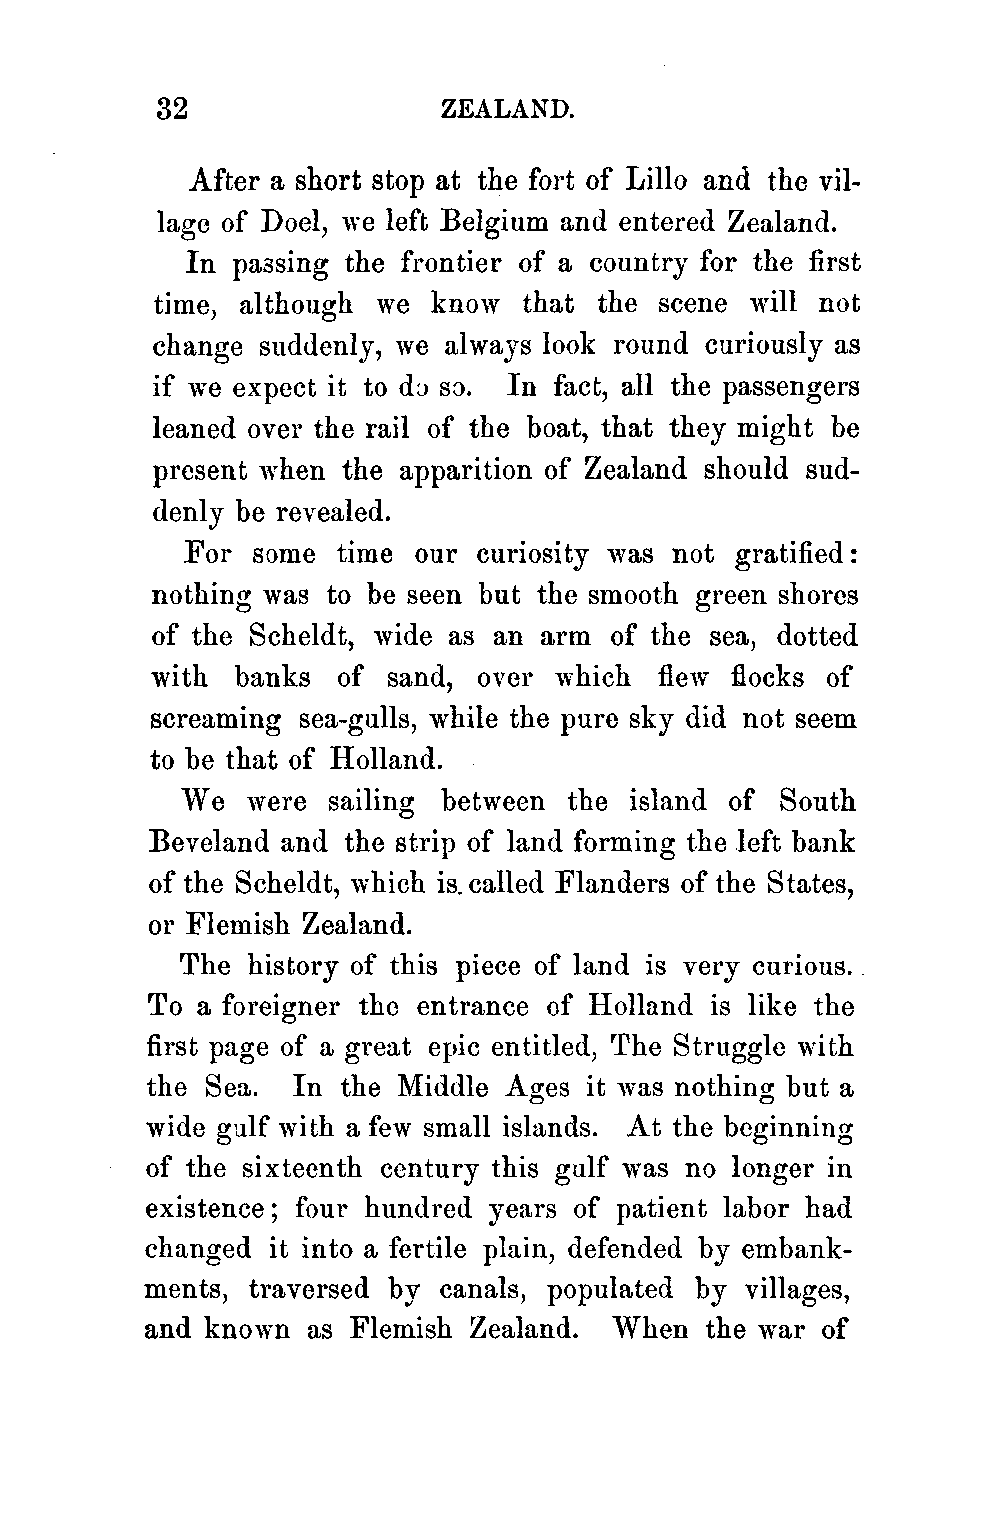 32 ZEALAND.
After a short stop at the fort of Lillo and the vil-
lage of Doel, we left Belgium and entered Zealand.
In passing the frontier of a country for the first
time, although we know that the scene will not
change suddenly, we always look round curiously as
if we expect it to do so. In fact, all the passengers
leaned over the rail of the boat, that they might be
present when the apparition of Zealand should sud-
denly be revealed.
For some time our curiosity was not gratified:
nothing was to be seen but the smooth green shores
of the Scheldt, wide as an arm of the sea, dotted
with banks of sand, over which flew flocks of
screaming sea-gulls, while the pure sky did not seem
to be that of Holland.
We were sailing between the island of South
Beveland and the strip of land forming the left bank
of the Scheldt, which is called Flanders of the States,
or Flemish Zealand.
The history of this piece of land is very curious.
To a foreigner the entrance of Holland is like the
first page of a great epic entitled, The Struggle with
the Sea. In the Middle Ages it was nothing but a
wide gulf with a few small islands. At the beginning
of the sixteenth century this gulf was no longer in
existence; four hundred years of patient labor had
changed it into a fertile plain, defended by embank-
ments, traversed by canals, populated by villages,
and known as Flemish Zealand. When the war of